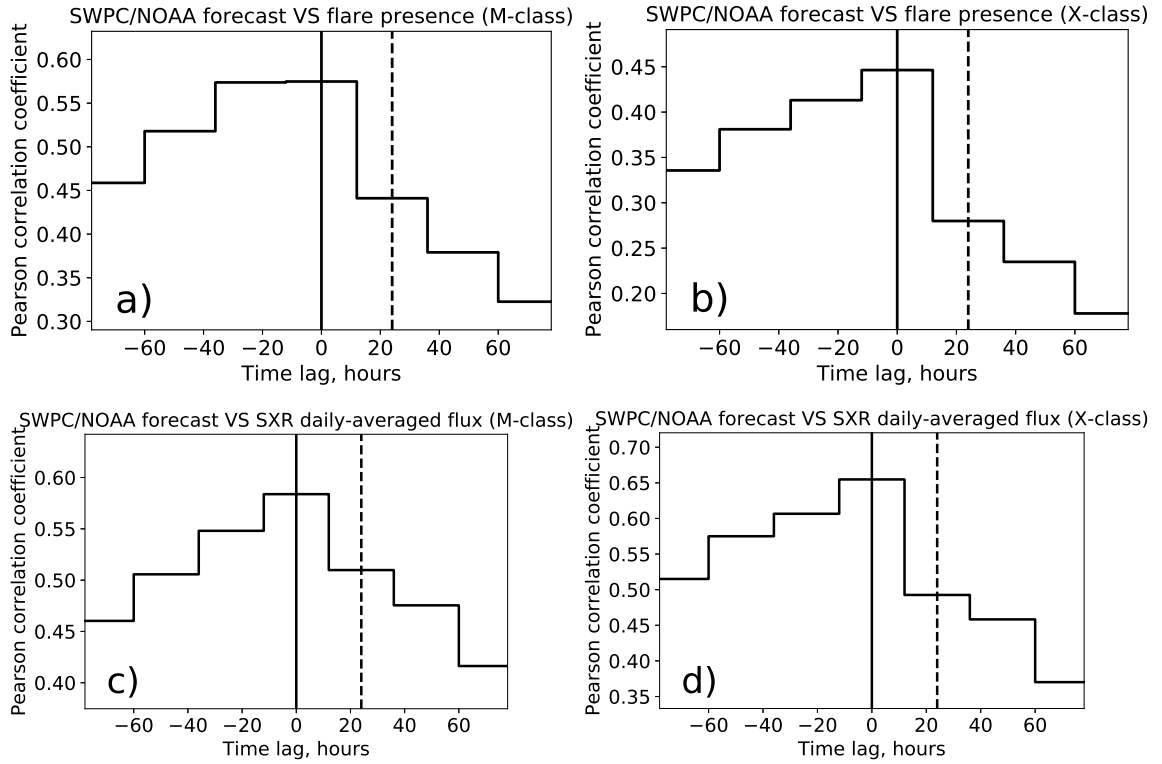 SWPC/NOAA forecast VS flare presence (M-class)
Pearson correlation coefficient
0.60
0.55
0.50
0.45
0.40
0.35
0.30
a)
−60 −40 −20 0 20 40 60
Time lag, hours
SWPC/NOAA forecast VS flare presence (X-class)
Pearson correlation coefficient
0.45
0.40
0.35
0.30
0.25
0.20
b)
−60 −40 −20 0 20 40 60
Time lag, hours
SWPC/NOAA forecast VS SXR daily-averaged flux (M-class)
Pearson correlation coefficient
0.60
0.55
0.50
0.45
0.40
c)
−60 −40 −20 0 20 40 60
Time lag, hours
SWPC/NOAA forecast VS SXR daily-averaged flux (X-class)
Pearson correlation coefficient
0.70
0.65
0.60
0.55
0.50
0.45
0.40
0.35
d)
−60 −40 −20 0 20 40 60
Time lag, hours